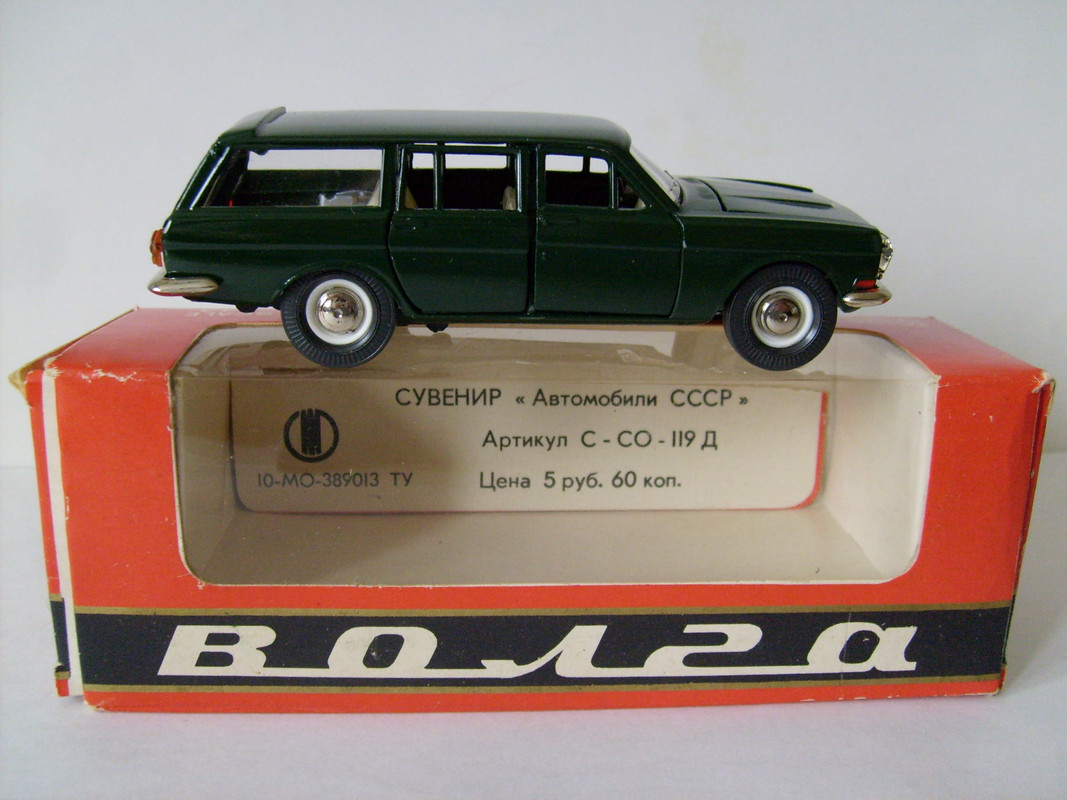 СУВЕНИР « Автомобили СССР »
Артикул С - СО - 119 Д
10-МО-389013 ТУ Цена 5 руб. 60 коп.
Волга